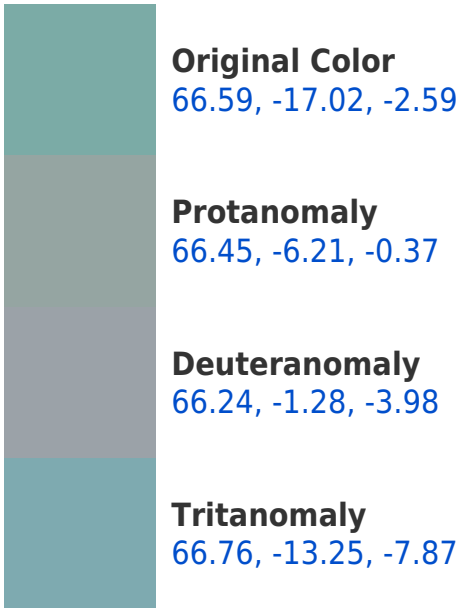 Original Color
66.59, -17.02, -2.59
Protanomaly
66.45, -6.21, -0.37
Deuteranomaly
66.24, -1.28, -3.98
Tritanomaly
66.76, -13.25, -7.87